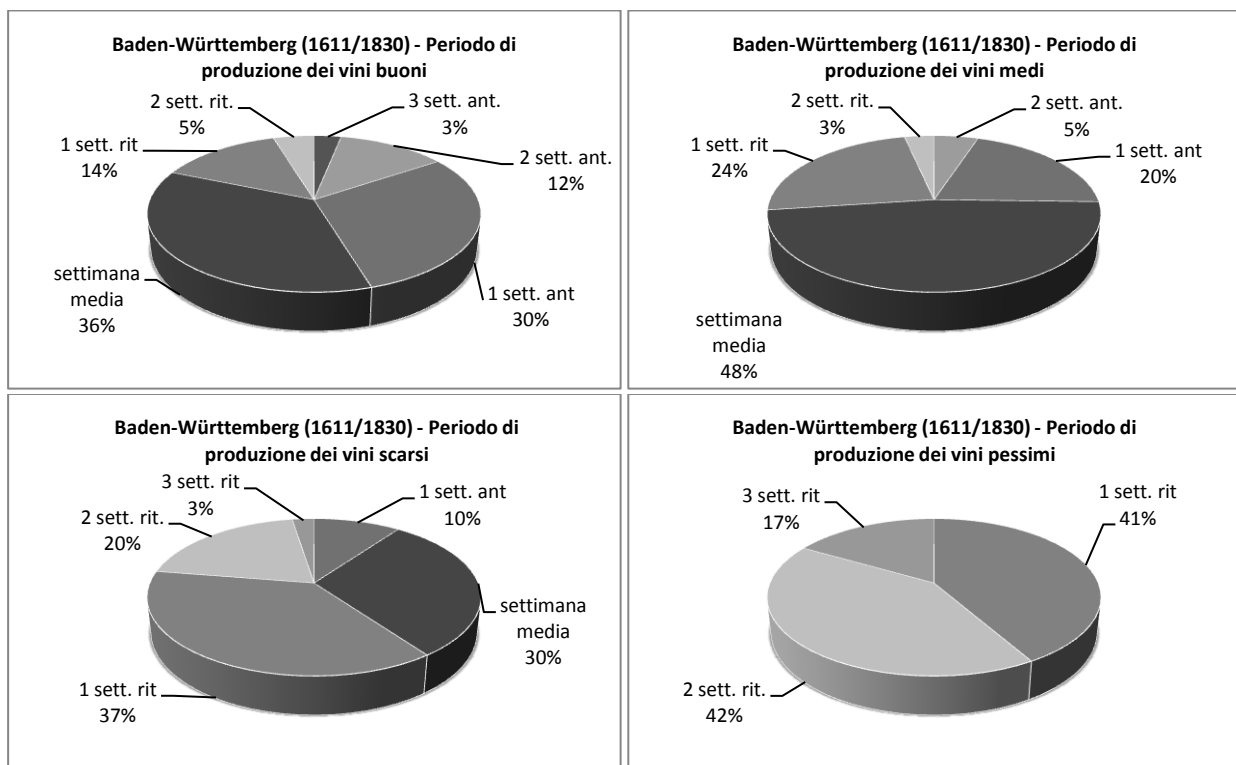 Baden-Württemberg (1611/1830) - Periodo di
produzione dei vini buoni
2 sett. rit.
5%
3 sett. ant.
3%
1 sett. rit
14%
2 sett. ant.
12%
settimana
media
36%
1 sett. ant
30%
Baden-Württemberg (1611/1830) - Periodo di
produzione dei vini medi
2 sett. rit.
3%
2 sett. ant.
5%
1 sett. rit
24%
1 sett. ant
20%
settimana
media
48%
Baden-Württemberg (1611/1830) - Periodo di
produzione dei vini scarsi
3 sett. rit
3%
1 sett. ant
10%
2 sett. rit.
20%
settimana
media
30%
1 sett. rit
37%
Baden-Württemberg (1611/1830) - Periodo di
produzione dei vini pessimi
3 sett. rit
17%
1 sett. rit
41%
2 sett. rit.
42%